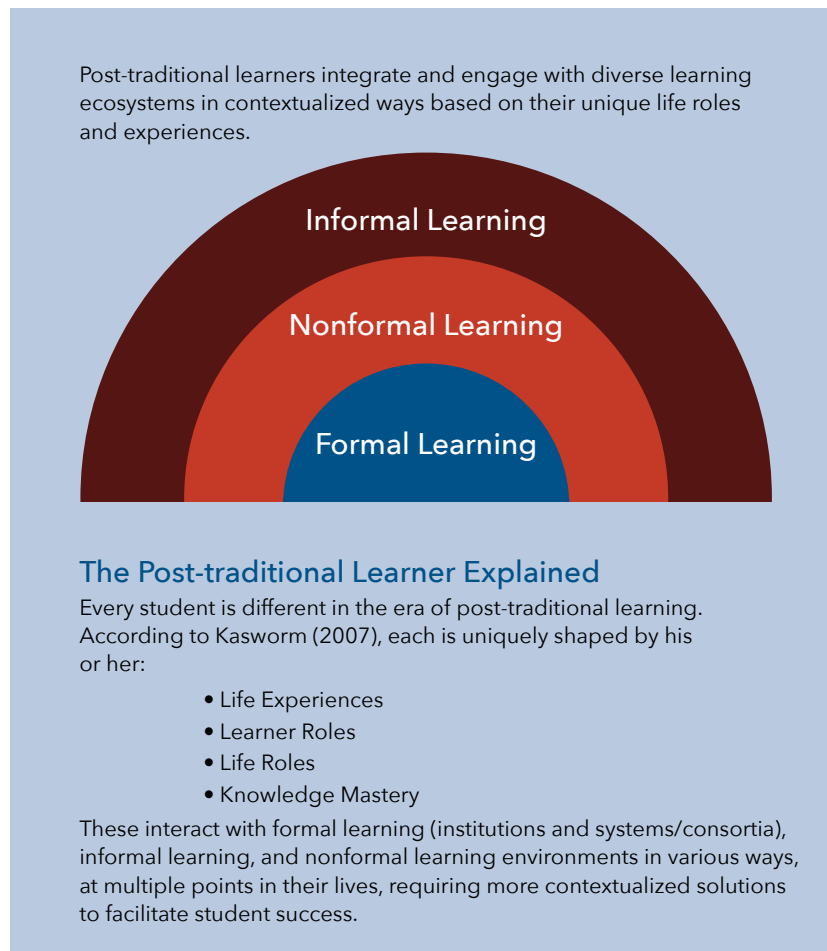 Post-traditional learners integrate and engage with diverse learning
ecosystems in contextualized ways based on their unique life roles
and experiences.
Informal Learning
Nonformal Learning
Formal Learning
The Post-traditional Learner Explained
Every student is different in the era of post-traditional learning.
According to Kasworm (2007), each is uniquely shaped by his
or her:
• Life Experiences
• Learner Roles
• Life Roles
• Knowledge Mastery
These interact with formal learning (institutions and systems/consortia),
informal learning, and nonformal learning environments in various ways,
at multiple points in their lives, requiring more contextualized solutions
to facilitate student success.